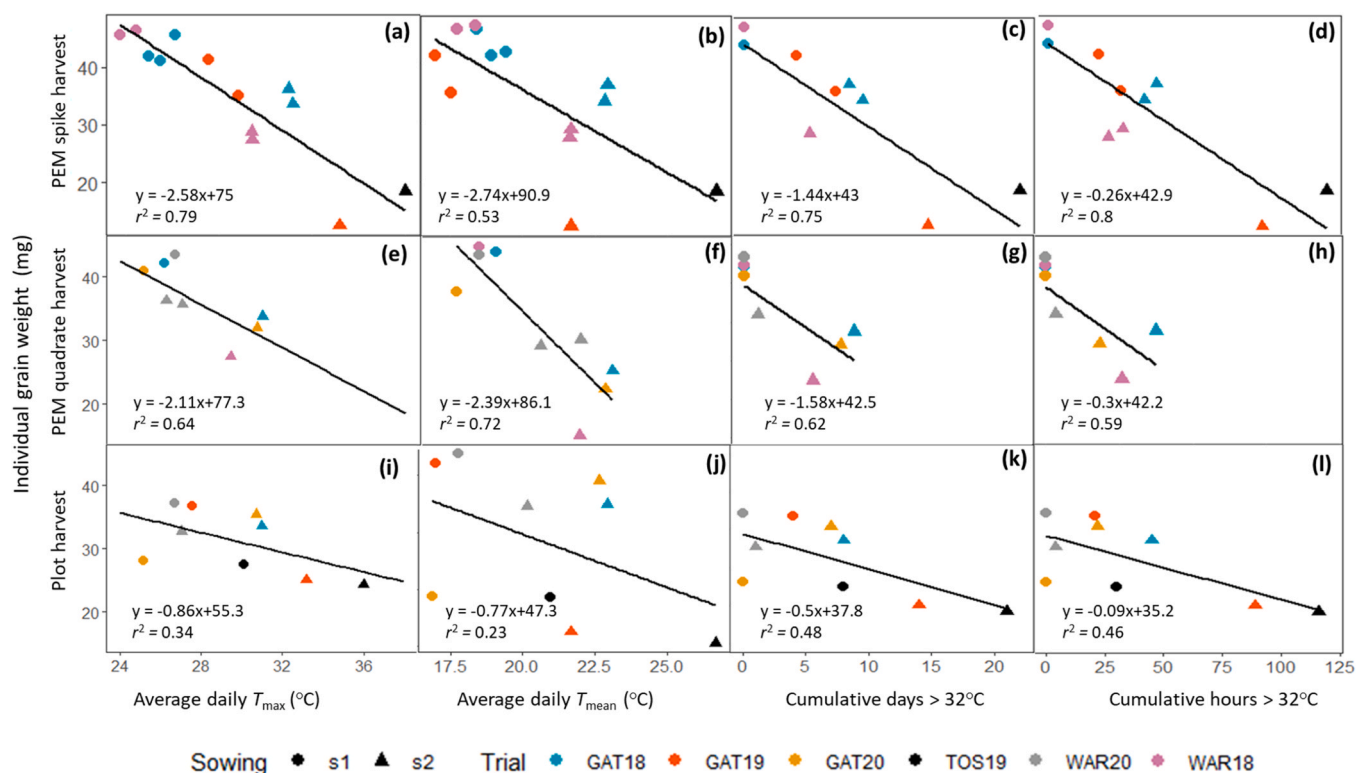 (a) (b) (c) (d)
PEM spike harvest
40
30
20
y = -2.58x+75
r² = 0.79
y = -2.74x+90.9
r² = 0.53
y = -1.44x+43
r² = 0.75
y = -0.26x+42.9
r² = 0.8
Individual grain weight (mg)
(e) (f) (g) (h)
PEM quadrate harvest
40
30
20
y = -2.11x+77.3
r² = 0.64
y = -2.39x+86.1
r² = 0.72
y = -1.58x+42.5
r² = 0.62
y = -0.3x+42.2
r² = 0.59
(i) (j) (k) (l)
Plot harvest
40
30
20
y = -0.86x+55.3
r² = 0.34
y = -0.77x+47.3
r² = 0.23
y = -0.5x+37.8
r² = 0.48
y = -0.09x+35.2
r² = 0.46
24 28 32 36
17.5 20.0 22.5 25.0
0 5 10 15 20
0 25 50 75 100 125
Average daily Tmax (°C)
Average daily Tmean (°C)
Cumulative days > 32°C
Cumulative hours > 32°C
Sowing s1 s2 Trial GAT18 GAT19 GAT20 TOS19 WAR20 WAR18